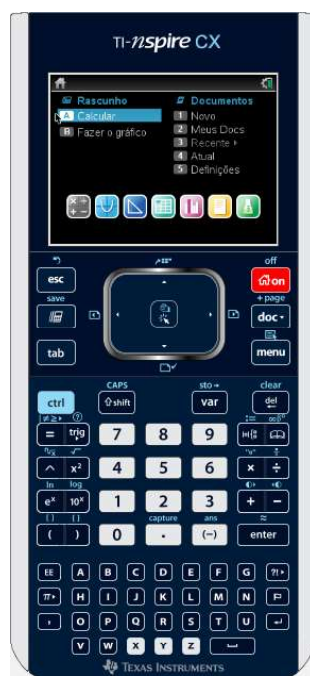 TI-nspire CX
Rascunho
A Calcular
B Fazer o gráfico
Documentos
1 Novo
2 Meus Docs
3 Recente
4 Atual
5 Definições
off
esc
on
save
+page
doc
tab
menu
CAPS
sto→
clear
ctrl
shift
var
del
= trig 7 8 9
^ x² 4 5 6 × ÷
ln log
eˣ 10ˣ 1 2 3 + −
capture ans
( ) 0 . (−) enter
EE A B C D E F G ?!
π H I J K L M N
, O P Q R S T U
V W X Y Z
TEXAS INSTRUMENTS